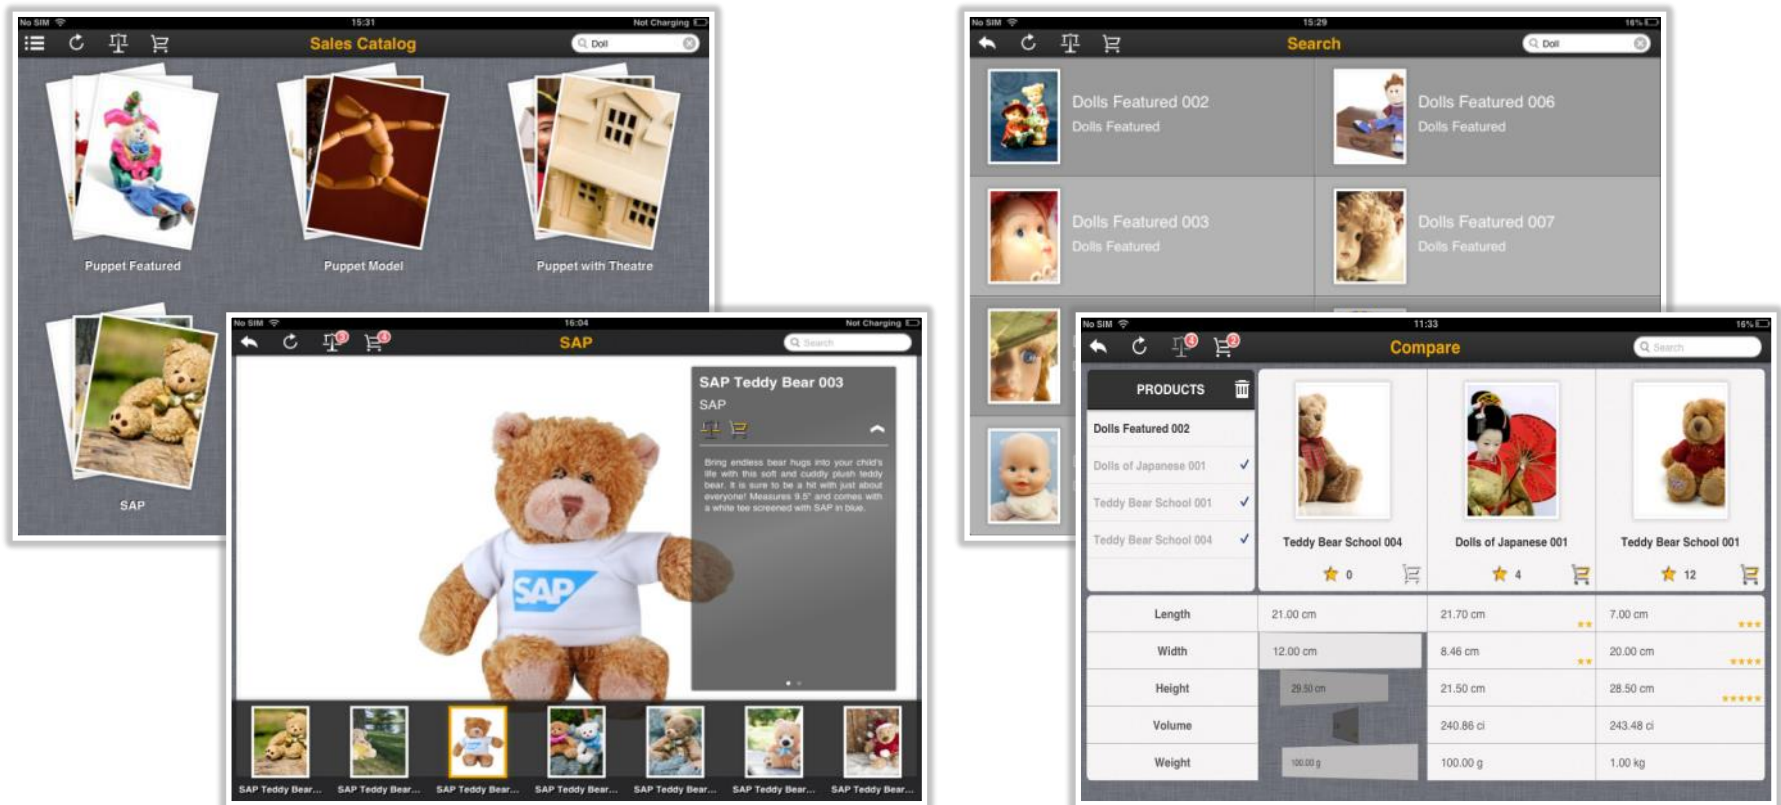 No SIM 15:31 Not Charging
Sales Catalog
Doll
Puppet Featured
Puppet Model
Puppet with Theatre
SAP
No SIM 16:04 Not Charging
3 4 SAP Search
SAP Teddy Bear 003
SAP
Bring endless bear hugs into your child's
life with this soft and cuddly plush teddy
bear. It is sure to be a hit with just about
everyone! Measures 9.5" and comes with
a white tee screened with SAP in blue.
SAP
SAP Teddy Bear... SAP Teddy Bear... SAP Teddy Bear... SAP Teddy Bear... SAP Teddy Bear... SAP Teddy Bear... SAP Teddy Bear...
No SIM 15:29 16%
Search
Doll
Dolls Featured 002
Dolls Featured
Dolls Featured 006
Dolls Featured
Dolls Featured 003
Dolls Featured
Dolls Featured 007
Dolls Featured
No SIM 11:33 16%
4 2 Compare Search
PRODUCTS
Dolls Featured 002
Dolls of Japanese 001
Teddy Bear School 001
Teddy Bear School 004
Teddy Bear School 004 Dolls of Japanese 001 Teddy Bear School 001
0 4 12
Length 21.00 cm 21.70 cm 7.00 cm
Width 12.00 cm 8.46 cm 20.00 cm
Height 29.50 cm 21.50 cm 28.50 cm
Volume 240.86 ci 243.48 ci
Weight 100.00 g 100.00 g 1.00 kg